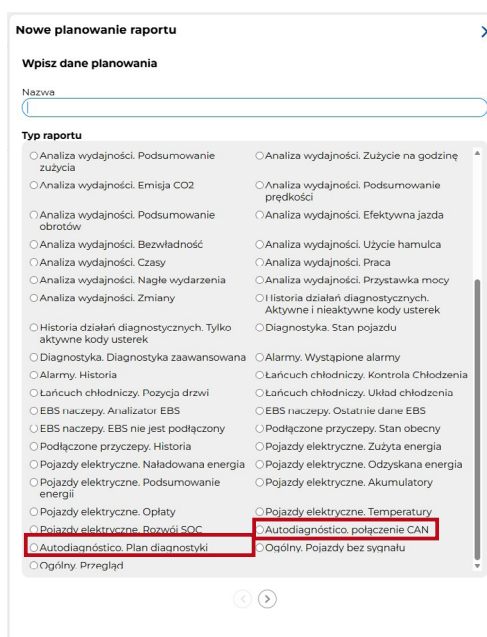 Nowe planowanie raportu
Wpisz dane planowania
Nazwa
Typ raportu
Analiza wydajności. Podsumowanie zużycia
Analiza wydajności. Zużycie na godzinę
Analiza wydajności. Emisja CO2
Analiza wydajności. Podsumowanie prędkości
Analiza wydajności. Podsumowanie obrotów
Analiza wydajności. Efektywna jazda
Analiza wydajności. Bezwładność
Analiza wydajności. Użycie hamulca
Analiza wydajności. Czasy
Analiza wydajności. Praca
Analiza wydajności. Nagłe wydarzenia
Analiza wydajności. Przystawka mocy
Analiza wydajności. Zmiany
Historia działań diagnostycznych. Aktywne i nieaktywne kody usterek
Historia działań diagnostycznych. Tylko aktywne kody usterek
Diagnostyka. Stan pojazdu
Diagnostyka. Diagnostyka zaawansowana
Alarmy. Wystąpione alarmy
Alarmy. Historia
Łańcuch chłodniczy. Kontrola Chłodzenia
Łańcuch chłodniczy. Pozycja drzwi
Łańcuch chłodniczy. Układ chłodzenia
EBS naczepy. Analizator EBS
EBS naczepy. Ostatnie dane EBS
EBS naczepy. EBS nie jest podłączony
Podłączone przyczepy. Stan obecny
Podłączone przyczepy. Historia
Pojazdy elektryczne. Zużyta energia
Pojazdy elektryczne. Naładowana energia
Pojazdy elektryczne. Odzyskana energia
Pojazdy elektryczne. Podsumowanie energii
Pojazdy elektryczne. Akumulatory
Pojazdy elektryczne. Opłaty
Pojazdy elektryczne. Temperatury
Pojazdy elektryczne. Rozwój SOC
Autodiagnóstico. połączenie CAN
Autodiagnóstico. Plan diagnostyki
Ogólny. Pojazdy bez sygnału
Ogólny. Przegląd